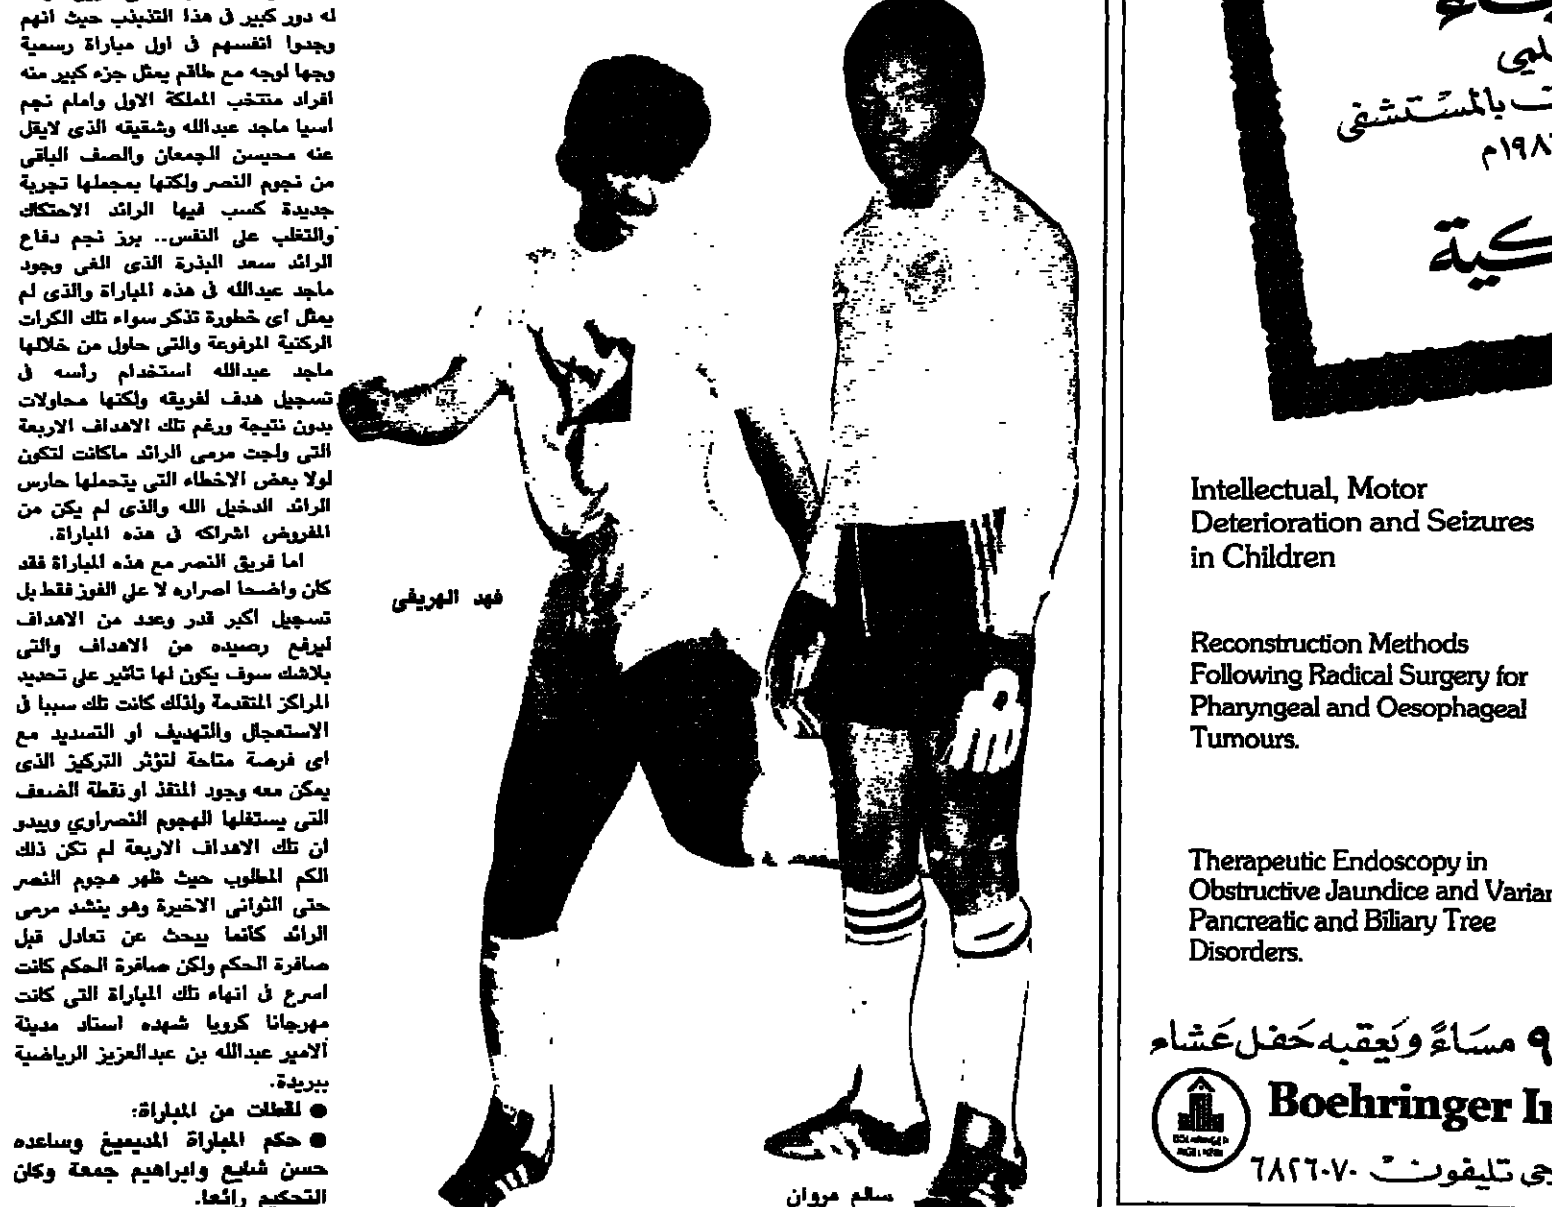 له دور كبير فى هذا التذبذب حيث انهم
وجدوا انفسهم فى اول مباراة رسمية
وجها لوجه مع طاقم يمثل جزء كبير منه
افراد منتخب المملكة الاول وامام نجم
اسيا ماجد عبدالله وشقيقه الذى لايقل
عنه محيسن الجمعان والصف الباقى
من نجوم النصر ولكنها بمجملها تجربة
جديدة كسب فيها الرائد الاحتكاك
والتغلب على النفس.. برز نجم دفاع
الرائد سعد البذرة الذى الغى وجود
ماجد عبدالله فى هذه المباراة والذى لم
يمثل اى خطورة تذكر سواء تلك الكرات
الركنية المرفوعة والتى حاول من خلالها
ماجد عبدالله استخدام رأسه فى
تسجيل هدف لفريقه ولكنها محاولات
بدون نتيجة ورغم تلك الاهداف الاربعة
التى ولجت مرمى الرائد ماكانت لتكون
لولا بعض الاخطاء التى يتحملها حارس
الرائد الدخيل الله والذى لم يكن من
المفروض اشراكه فى هذه المباراة.
اما فريق النصر مع هذه المباراة فقد
كان واضحا اصراره لا على الفوز فقط بل
تسجيل اكبر قدر وعدد من الاهداف
ليرفع رصيده من الاهداف والتى
بلاشك سوف يكون لها تاثير على تحديد
المراكز المتقدمة ولذلك كانت تلك سببا فى
الاستعجال والتهديف او التسديد مع
اى فرصة متاحة لتؤثر التركيز الذى
يمكن معه وجود المنفذ او نقطة الضعف
التى يستغلها الهجوم النصراوي ويبدو
ان تلك الاهداف الاربعة لم تكن ذلك
الكم المطلوب حيث ظهر هجوم النصر
حتى الثوانى الاخيرة وهو ينشد مرمى
الرائد كأنما يبحث عن تعادل قبل
صافرة الحكم ولكن صافرة الحكم كانت
اسرع فى انهاء تلك المباراة التى كانت
مهرجانا كرويا شهده استاد مدينة
الامير عبدالله بن عبدالعزيز الرياضية
ببريدة.
● لقطات من المباراة:
● حكم المباراة المديميغ وساعده
حسن شايع وابراهيم جمعة وكان
التحكيم رائعا.
فهد الهريفى
سالم مروان
بالمستشفى
Intellectual, Motor
Deterioration and Seizures
in Children
Reconstruction Methods
Following Radical Surgery for
Pharyngeal and Oesophageal
Tumours.
Therapeutic Endoscopy in
Obstructive Jaundice and Varian
Pancreatic and Biliary Tree
Disorders.
٩ مسَاءً وَيَعقبه حَفل عَشاء
Boehringer In
تليفون ٦٨٢٦٠٧٠